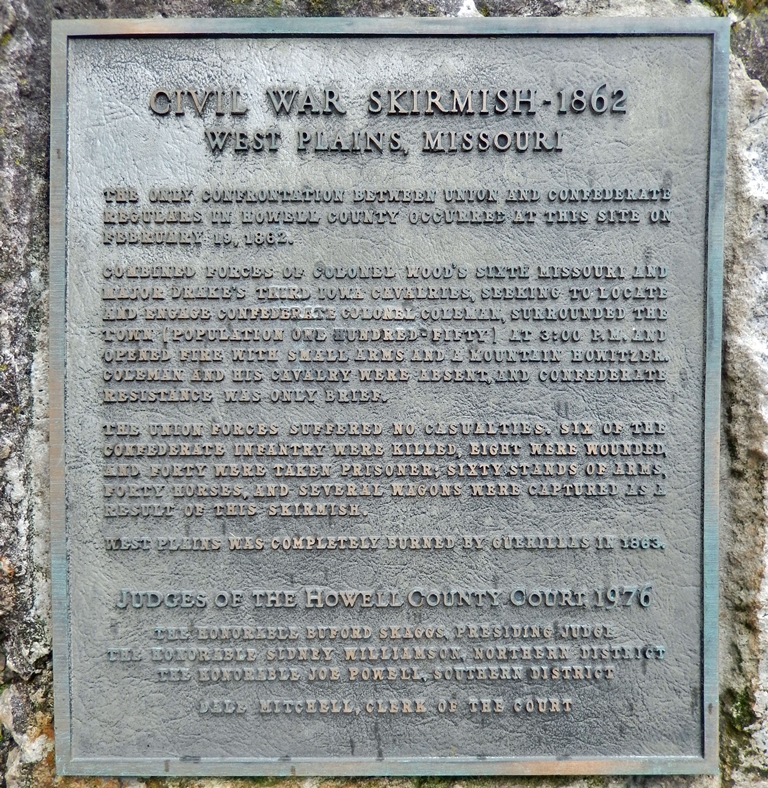 CIVIL WAR SKIRMISH-1862
WEST PLAINS, MISSOURI
THE ONLY CONFRONTATION BETWEEN UNION AND CONFEDERATE
REGULARS IN HOWELL COUNTY OCCURRED AT THIS SITE ON
FEBRUARY 19, 1862.
COMBINED FORCES OF COLONEL WOOD'S SIXTH MISSOURI AND
MAJOR DRAKE'S THIRD IOWA CAVALRIES, SEEKING TO LOCATE
AND ENGAGE CONFEDERATE COLONEL COLEMAN, SURROUNDED THE
TOWN [POPULATION ONE HUNDRED-FIFTY] AT 3:00 P.M. AND
OPENED FIRE WITH SMALL ARMS AND A MOUNTAIN HOWITZER.
COLEMAN AND HIS CAVALRY WERE ABSENT, AND CONFEDERATE
RESISTANCE WAS ONLY BRIEF.
THE UNION FORCES SUFFERED NO CASUALTIES. SIX OF THE
CONFEDERATE INFANTRY WERE KILLED, EIGHT WERE WOUNDED,
AND FORTY WERE TAKEN PRISONER; SIXTY STANDS OF ARMS,
FORTY HORSES, AND SEVERAL WAGONS WERE CAPTURED AS A
RESULT OF THIS SKIRMISH.
WEST PLAINS WAS COMPLETELY BURNED BY GUERILLAS IN 1863.
JUDGES OF THE HOWELL COUNTY COURT, 1976
THE HONORABLE BUFORD SKAGGS, PRESIDING JUDGE
THE HONORABLE SIDNEY WILLIAMSON, NORTHERN DISTRICT
THE HONORABLE JOE POWELL, SOUTHERN DISTRICT
DALE MITCHELL, CLERK OF THE COURT